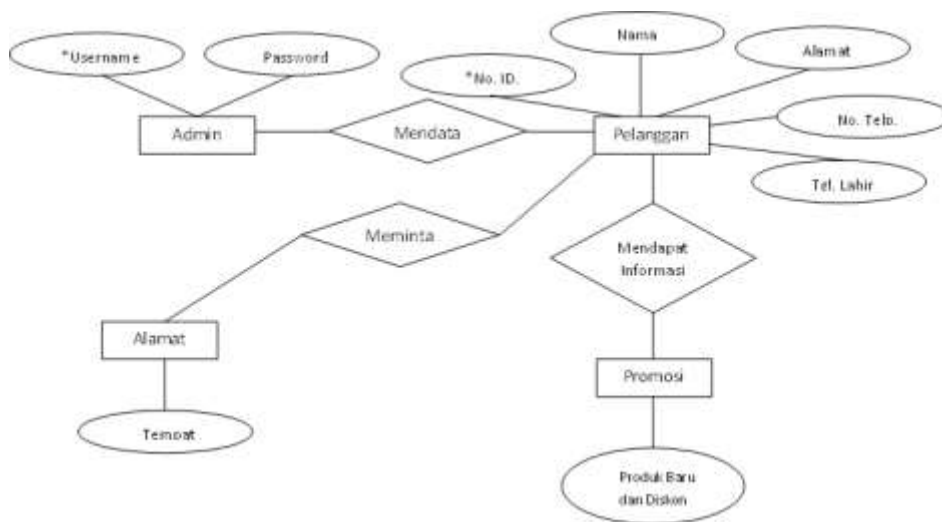 Nama
*Username
Password
Alamat
*No. ID.
No. Telp.
Admin
Mendata
Pelanggan
Tgl. Lahir
Meminta
Mendapat
Informasi
Alamat
Promosi
Tempat
Produk Baru
dan Diskon